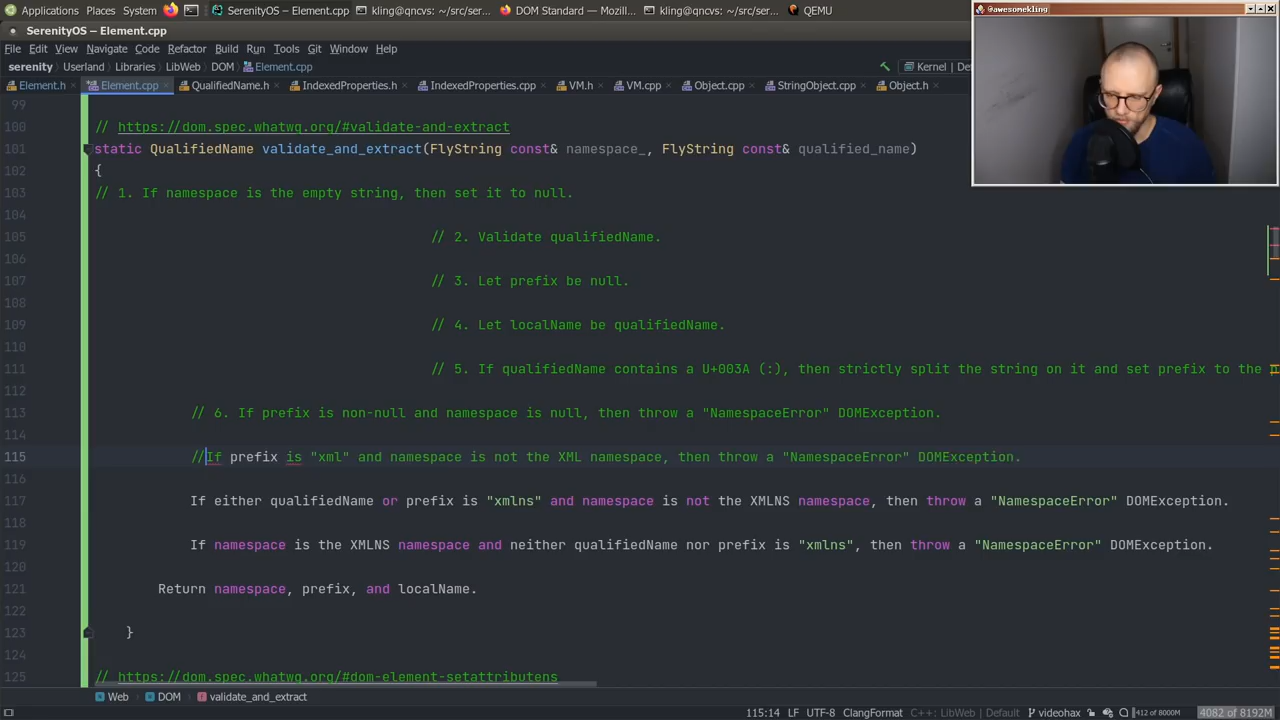 Applications Places System SerenityOS – Element.cpp kling@qncvs: ~/src/ser... DOM Standard — Mozill... kling@qncvs: ~/src/ser... QEMU
@awesomekling
SerenityOS – Element.cpp
File Edit View Navigate Code Refactor Build Run Tools Git Window Help
serenity Userland Libraries LibWeb DOM Element.cpp Kernel | De
Element.h Element.cpp QualifiedName.h IndexedProperties.h IndexedProperties.cpp VM.h VM.cpp Object.cpp StringObject.cpp Object.h
99
100 // https://dom.spec.whatwg.org/#validate-and-extract
101 static QualifiedName validate_and_extract(FlyString const& namespace_, FlyString const& qualified_name)
102 {
103 // 1. If namespace is the empty string, then set it to null.
104
105 // 2. Validate qualifiedName.
106
107 // 3. Let prefix be null.
108
109 // 4. Let localName be qualifiedName.
110
111 // 5. If qualifiedName contains a U+003A (:), then strictly split the string on it and set prefix to the
113 // 6. If prefix is non-null and namespace is null, then throw a "NamespaceError" DOMException.
114
115 //If prefix is "xml" and namespace is not the XML namespace, then throw a "NamespaceError" DOMException.
116
117 If either qualifiedName or prefix is "xmlns" and namespace is not the XMLNS namespace, then throw a "NamespaceError" DOMException.
118
119 If namespace is the XMLNS namespace and neither qualifiedName nor prefix is "xmlns", then throw a "NamespaceError" DOMException.
120
121 Return namespace, prefix, and localName.
122
123 }
124
125 // https://dom.spec.whatwg.org/#dom-element-setattributens
Web DOM validate_and_extract
115:14 LF UTF-8 ClangFormat C++: LibWeb | Default videohax 412 of 8000M 4082 of 8192M